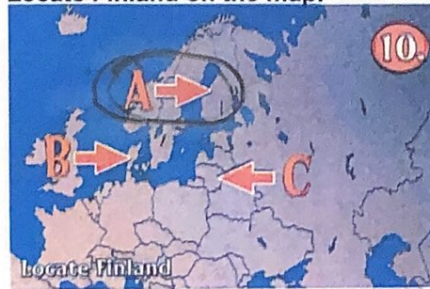 Locate Finland on the map.
10.
A
B
C
Locate Finland